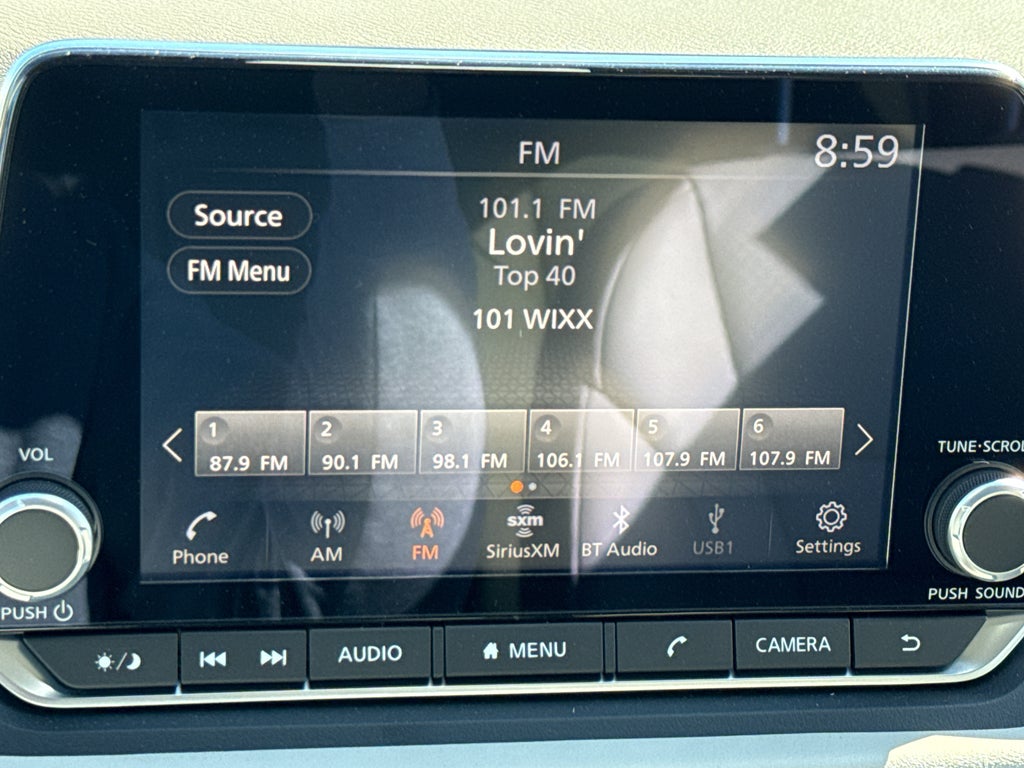 FM
8:59
Source
101.1 FM
Lovin'
FM Menu
Top 40
101 WIXX
1
2
3
4
5
6
87.9 FM
90.1 FM
98.1 FM
106.1 FM
107.9 FM
107.9 FM
VOL
TUNE·SCROL
Phone
AM
FM
sxm
SiriusXM
BT Audio
USB1
Settings
PUSH
PUSH SOUND
AUDIO
MENU
CAMERA